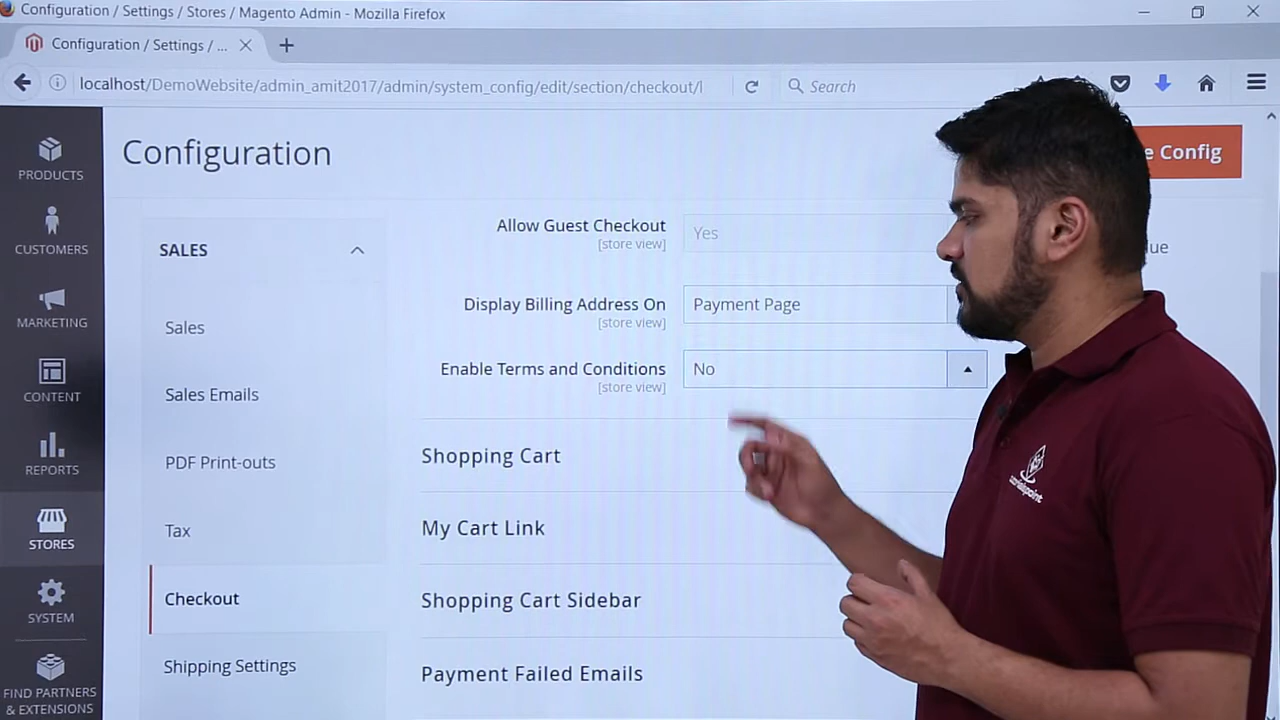 Configuration / Settings / Stores / Magento Admin - Mozilla Firefox
Configuration / Settings / ...
localhost/DemoWebsite/admin_amit2017/admin/system_config/edit/section/checkout/l
Search
Configuration
e Config
PRODUCTS
CUSTOMERS
MARKETING
CONTENT
REPORTS
STORES
SYSTEM
FIND PARTNERS
& EXTENSIONS
SALES
Sales
Sales Emails
PDF Print-outs
Tax
Checkout
Shipping Settings
Allow Guest Checkout
[store view]
Yes
ue
Display Billing Address On
[store view]
Payment Page
Enable Terms and Conditions
[store view]
No
Shopping Cart
My Cart Link
Shopping Cart Sidebar
Payment Failed Emails